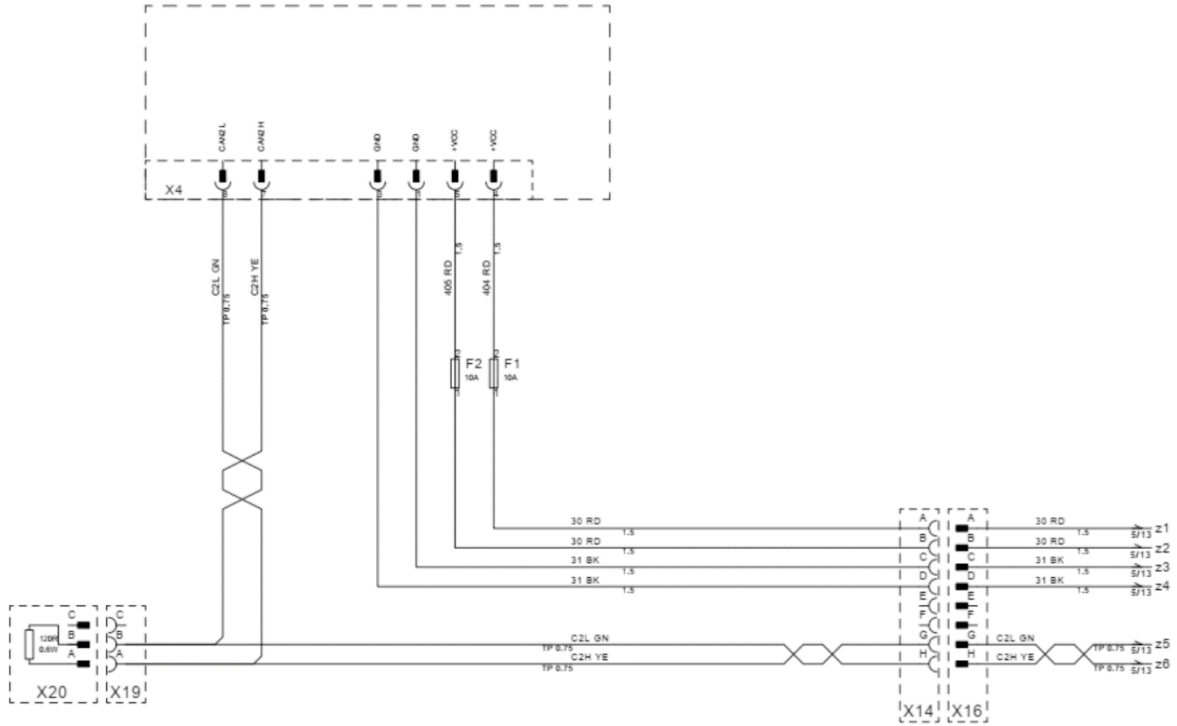 CAN2 L
CAN2 H
GND
GND
+VCC
+VCC
X4
C2L GN
TP 0.75
C2H YE
TP 0.75
405 RD
1.5
404 RD
1.5
2
F2
10A
1
2
F1
10A
1
30 RD
1.5
30 RD
1.5
31 BK
1.5
31 BK
1.5
C2L GN
TP 0.75
C2H YE
TP 0.75
A
B
C
D
E
F
G
H
X14
A
B
C
D
E
F
G
H
X16
30 RD
1.5
5/13
z1
30 RD
1.5
5/13
z2
31 BK
1.5
5/13
z3
31 BK
1.5
5/13
z4
C2L GN
TP 0.75
5/13
z5
C2H YE
TP 0.75
5/13
z6
C
B
A
120R
0.6W
X20
C
B
A
X19